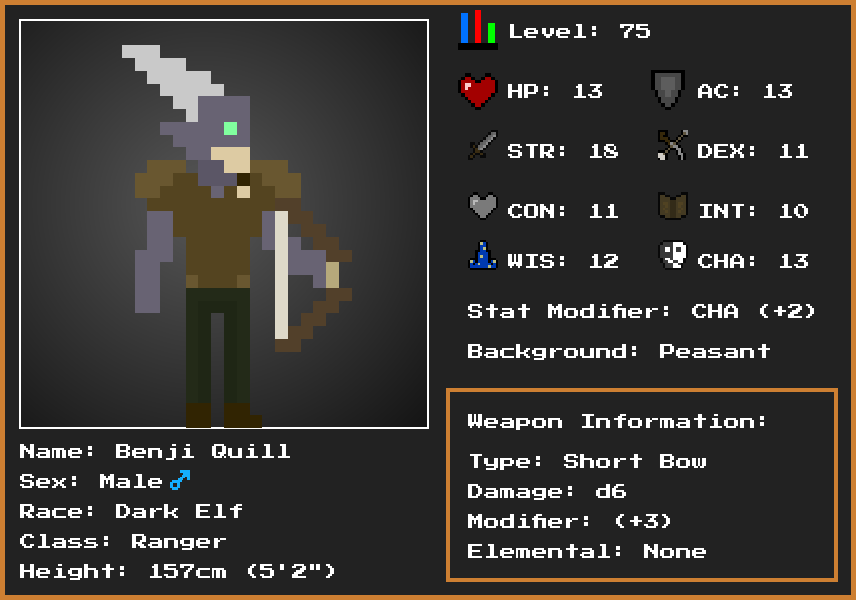 Level: 75
HP: 13 AC: 13
STR: 18 DEX: 11
CON: 11 INT: 10
WIS: 12 CHA: 13
Stat Modifier: CHA (+2)
Background: Peasant
Weapon Information:
Type: Short Bow
Damage: d6
Modifier: (+3)
Elemental: None
Name: Benji Quill
Sex: Male ♂
Race: Dark Elf
Class: Ranger
Height: 157cm (5'2")